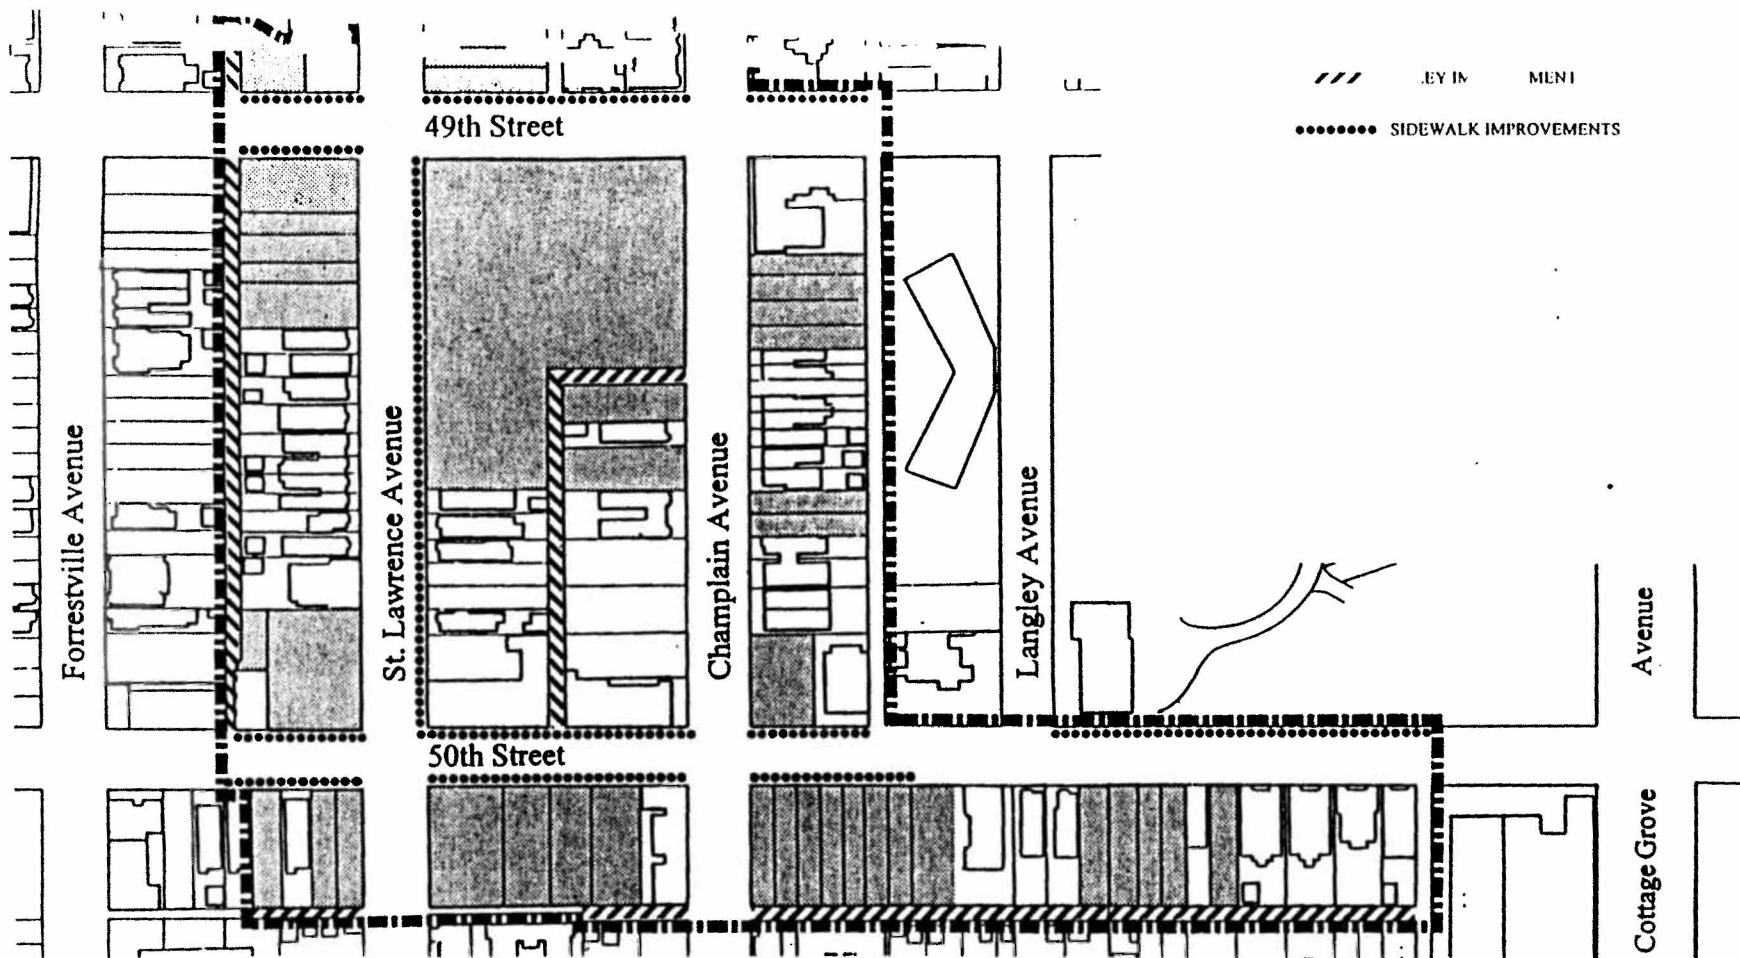 SIDEWALK IMPROVEMENTS
49th Street
Forrestville Avenue
St. Lawrence Avenue
Champlain Avenue
Langley Avenue
Avenue
50th Street
Cottage Grove